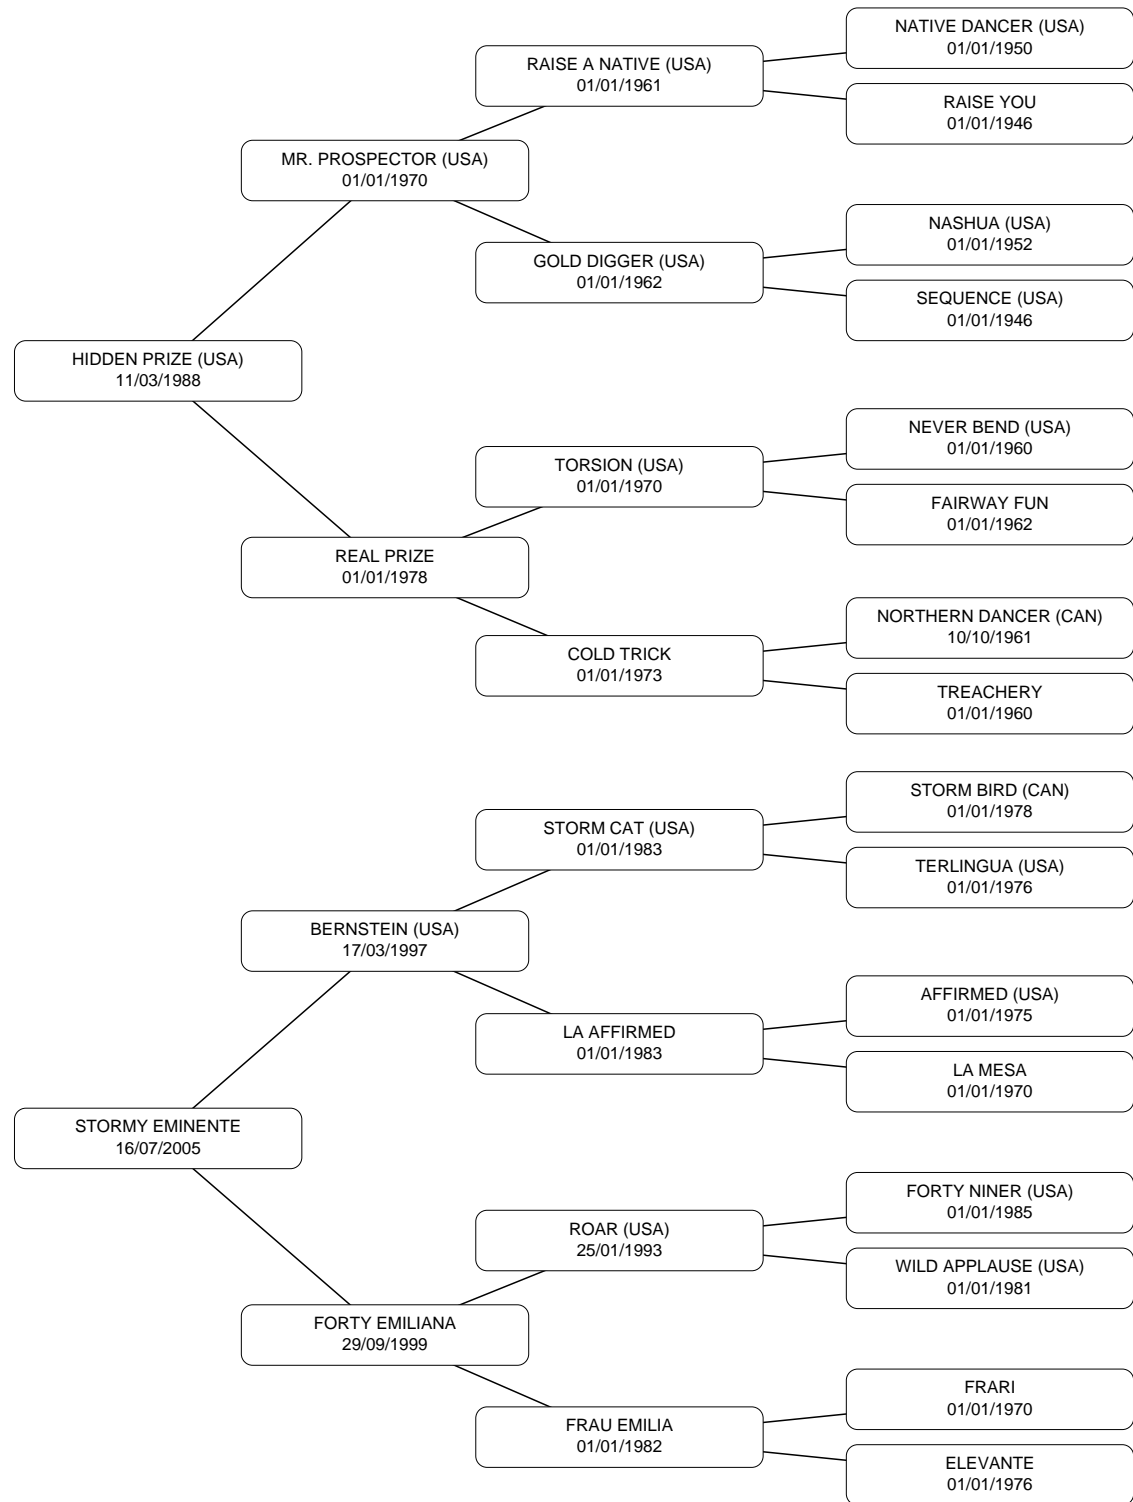 NATIVE DANCER (USA)
01/01/1950
RAISE A NATIVE (USA)
01/01/1961
RAISE YOU
01/01/1946
MR. PROSPECTOR (USA)
01/01/1970
NASHUA (USA)
01/01/1952
GOLD DIGGER (USA)
01/01/1962
SEQUENCE (USA)
01/01/1946
HIDDEN PRIZE (USA)
11/03/1988
NEVER BEND (USA)
01/01/1960
TORSION (USA)
01/01/1970
FAIRWAY FUN
01/01/1962
REAL PRIZE
01/01/1978
NORTHERN DANCER (CAN)
10/10/1961
COLD TRICK
01/01/1973
TREACHERY
01/01/1960
STORM BIRD (CAN)
01/01/1978
STORM CAT (USA)
01/01/1983
TERLINGUA (USA)
01/01/1976
BERNSTEIN (USA)
17/03/1997
AFFIRMED (USA)
01/01/1975
LA AFFIRMED
01/01/1983
LA MESA
01/01/1970
STORMY EMINENTE
16/07/2005
FORTY NINER (USA)
01/01/1985
ROAR (USA)
25/01/1993
WILD APPLAUSE (USA)
01/01/1981
FORTY EMILIANA
29/09/1999
FRARI
01/01/1970
FRAU EMILIA
01/01/1982
ELEVANTE
01/01/1976